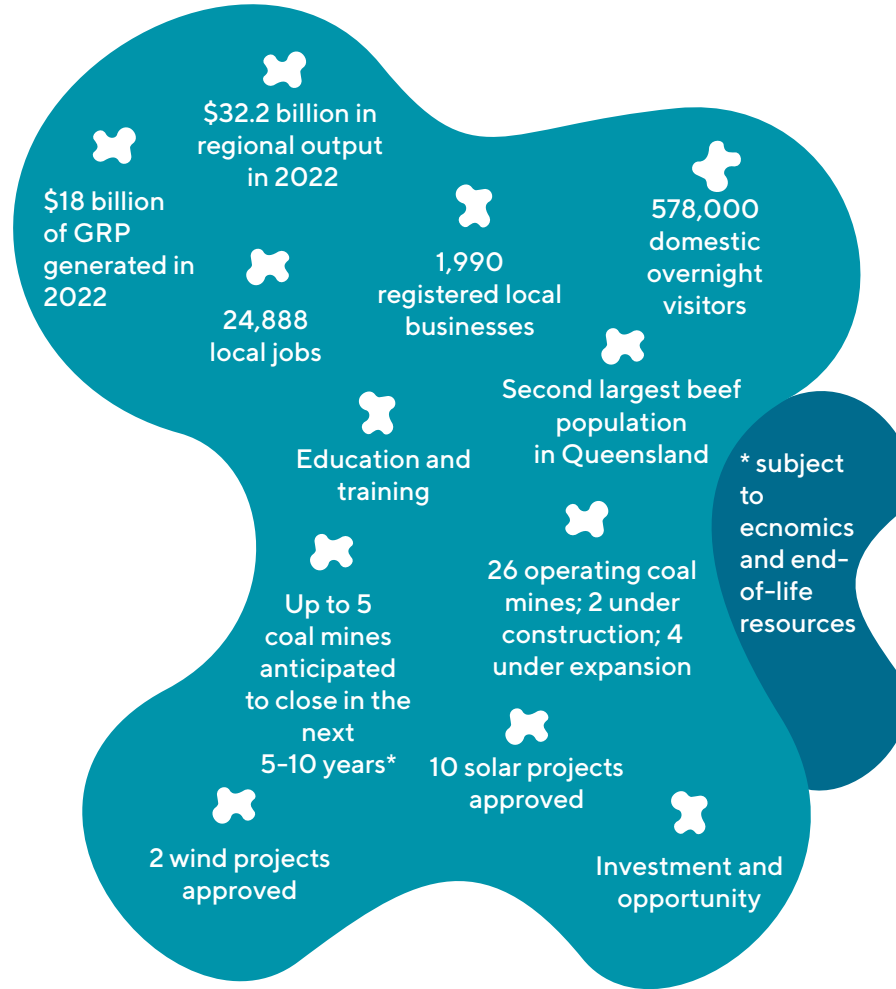 $32.2 billion in
regional output
in 2022
$18 billion
of GRP
generated in
2022
24,888
local jobs
1,990
registered local
businesses
578,000
domestic
overnight
visitors
Second largest beef
population
in Queensland
Education and
training
* subject
to
ecnomics
and end-
of-life
resources
26 operating coal
mines; 2 under
construction; 4
under expansion
Up to 5
coal mines
anticipated
to close in the
next
5-10 years*
10 solar projects
approved
2 wind projects
approved
Investment and
opportunity